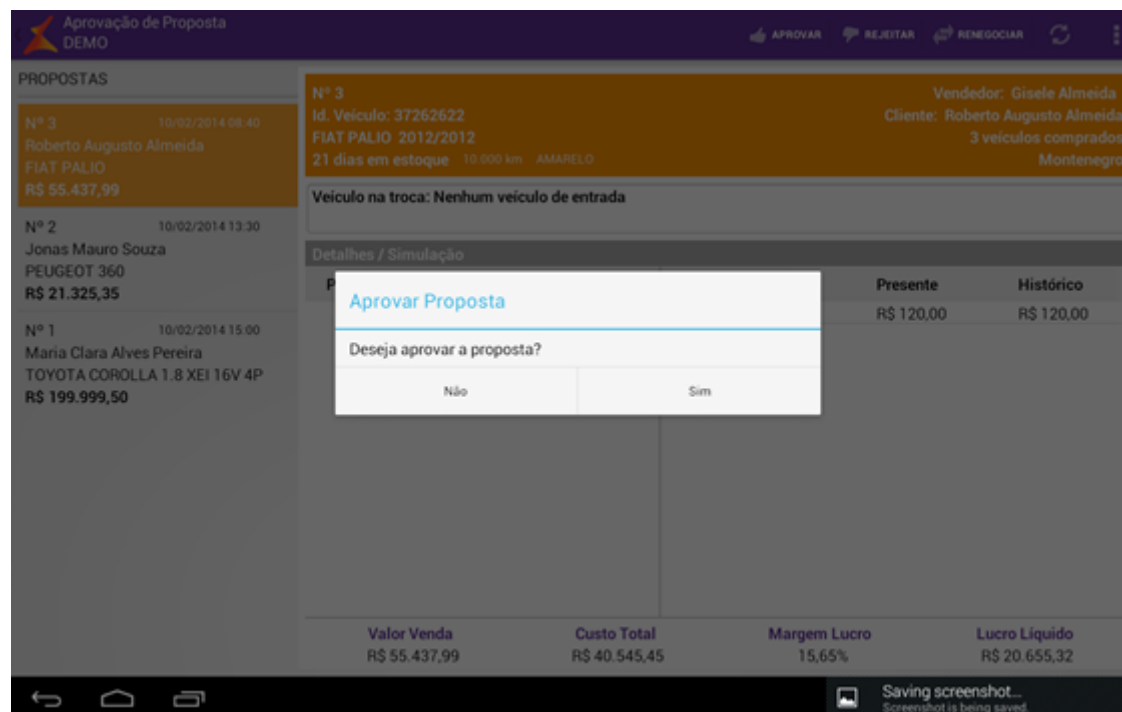 Aprovação de Proposta
DEMO
APROVAR REJEITAR RENEGOCIAR
PROPOSTAS
Nº 3 10/02/2014 08:40
Roberto Augusto Almeida
FIAT PALIO
R$ 55.437,99
Nº 2 10/02/2014 13:30
Jonas Mauro Souza
PEUGEOT 360
R$ 21.325,35
Nº 1 10/02/2014 15:00
Maria Clara Alves Pereira
TOYOTA COROLLA 1.8 XEI 16V 4P
R$ 199.999,50
Nº 3
Id. Veículo: 37262622
FIAT PALIO 2012/2012
21 dias em estoque 10.000 km AMARELO
Vendedor: Gisele Almeida
Cliente: Roberto Augusto Almeida
3 veículos comprados
Montenegro
Veículo na troca: Nenhum veículo de entrada
Detalhes / Simulação
Presente Histórico
R$ 120,00 R$ 120,00
Aprovar Proposta
Deseja aprovar a proposta?
Não Sim
Valor Venda Custo Total Margem Lucro Lucro Líquido
R$ 55.437,99 R$ 40.545,45 15,65% R$ 20.655,32
Saving screenshot...
Screenshot is being saved.